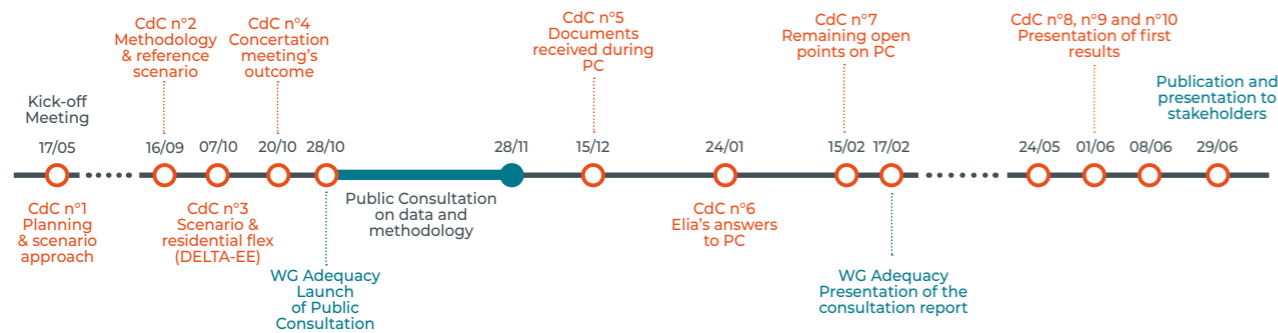 CdC n°2
Methodology
& reference
scenario
CdC n°4
Concertation
meeting's
outcome
CdC n°5
Documents
received during
PC
CdC n°7
Remaining open
points on PC
CdC n°8, n°9 and n°10
Presentation of first
results
Publication and
presentation to
stakeholders
Kick-off
Meeting
17/05
16/09
07/10
20/10
28/10
28/11
15/12
24/01
15/02
17/02
24/05
01/06
08/06
29/06
CdC n°1
Planning
& scenario
approach
CdC n°3
Scenario &
residential flex
(DELTA-EE)
Public Consultation
on data and
methodology
WG Adequacy
Launch
of Public
Consultation
CdC n°6
Elia's answers
to PC
WG Adequacy
Presentation of the
consultation report